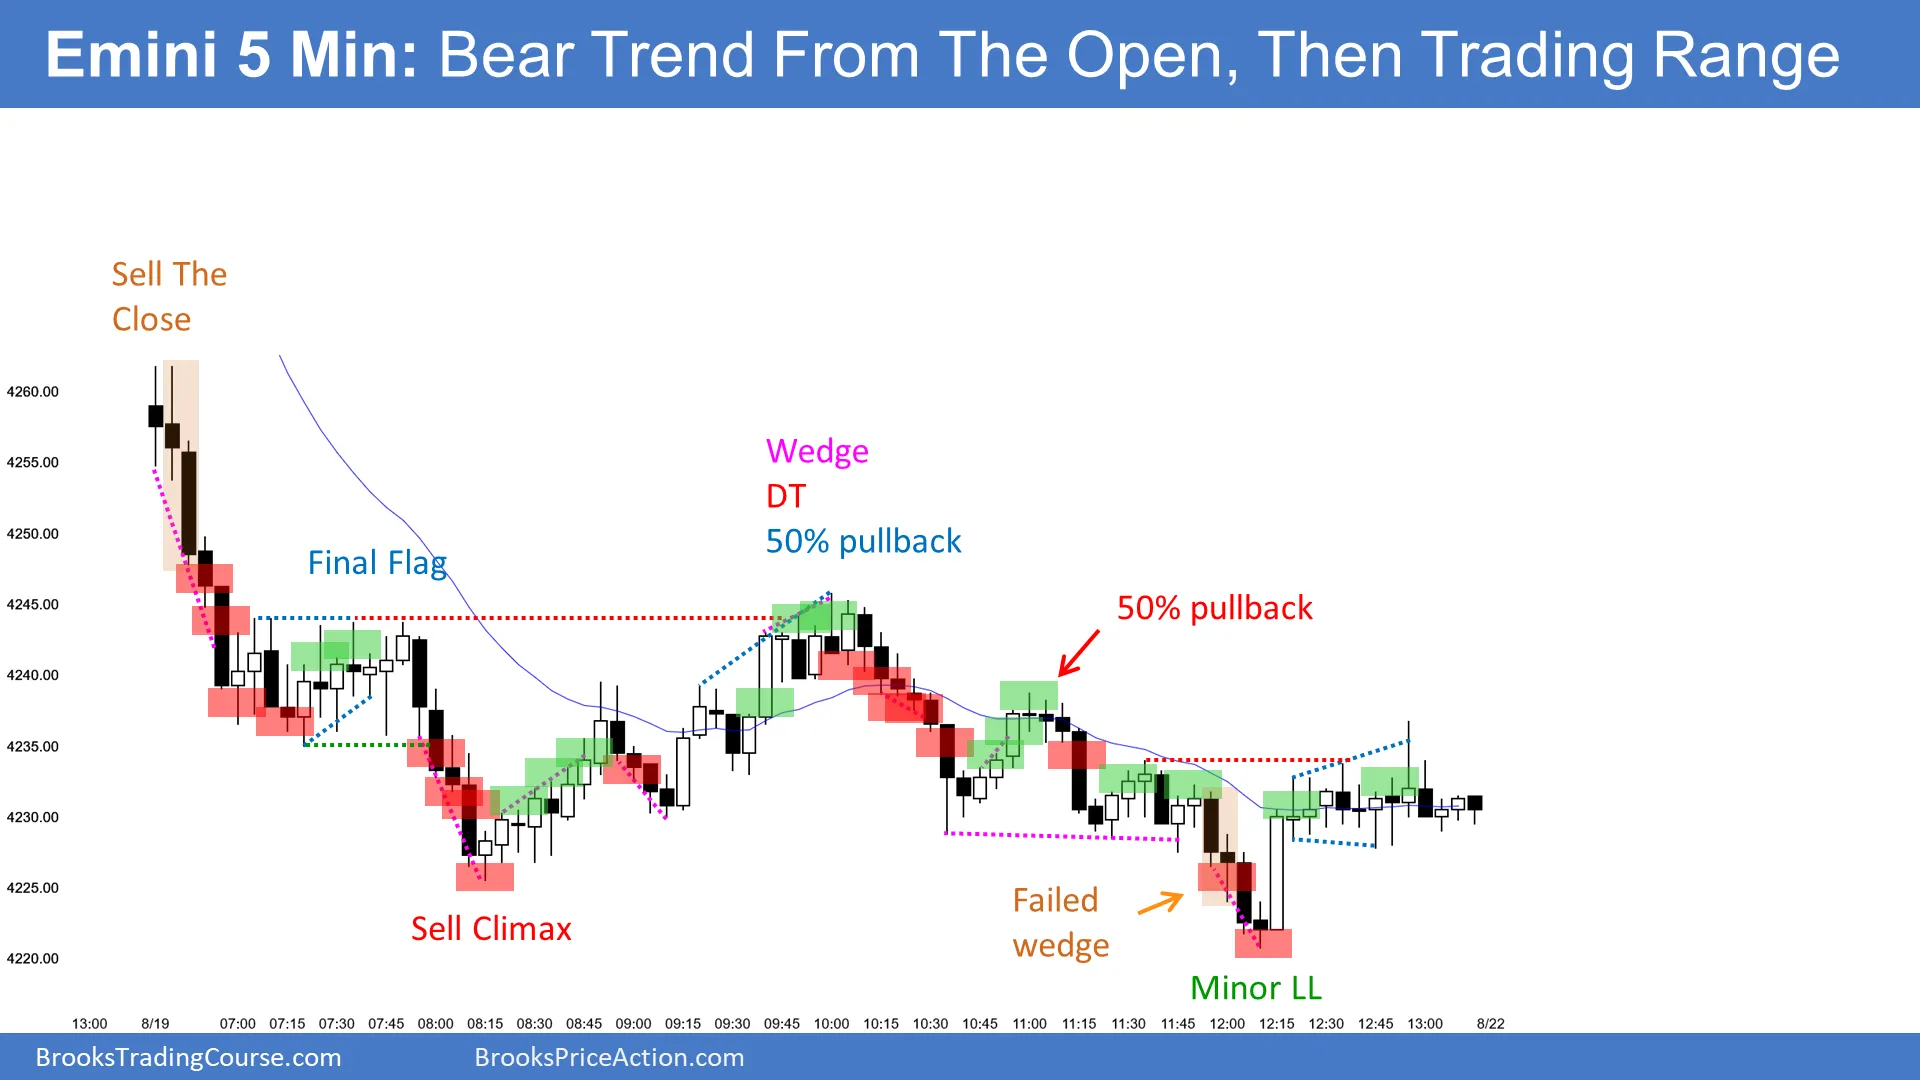 Emini 5 Min: Bear Trend From The Open, Then Trading Range
Sell The
Close
Wedge
DT
50% pullback
Final Flag
50% pullback
Sell Climax
Failed
wedge
Minor LL
4260.00
4255.00
4250.00
4245.00
4240.00
4235.00
4230.00
4225.00
4220.00
13:00 8/19 07:00 07:15 07:30 07:45 08:00 08:15 08:30 08:45 09:00 09:15 09:30 09:45 10:00 10:15 10:30 10:45 11:00 11:15 11:30 11:45 12:00 12:15 12:30 12:45 13:00 8/22
BrooksTradingCourse.com BrooksPriceAction.com